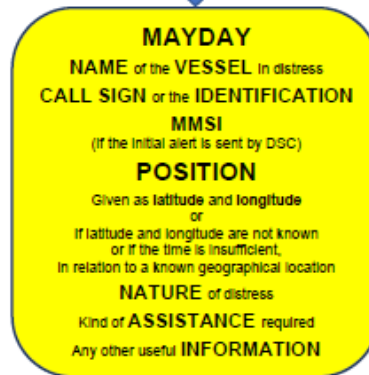 MAYDAY
NAME of the VESSEL in distress
CALL SIGN or the IDENTIFICATION
MMSI
(if the initial alert is sent by DSC)
POSITION
Given as latitude and longitude
or
If latitude and longitude are not known
or if the time is insufficient,
in relation to a known geographical location
NATURE of distress
Kind of ASSISTANCE required
Any other useful INFORMATION